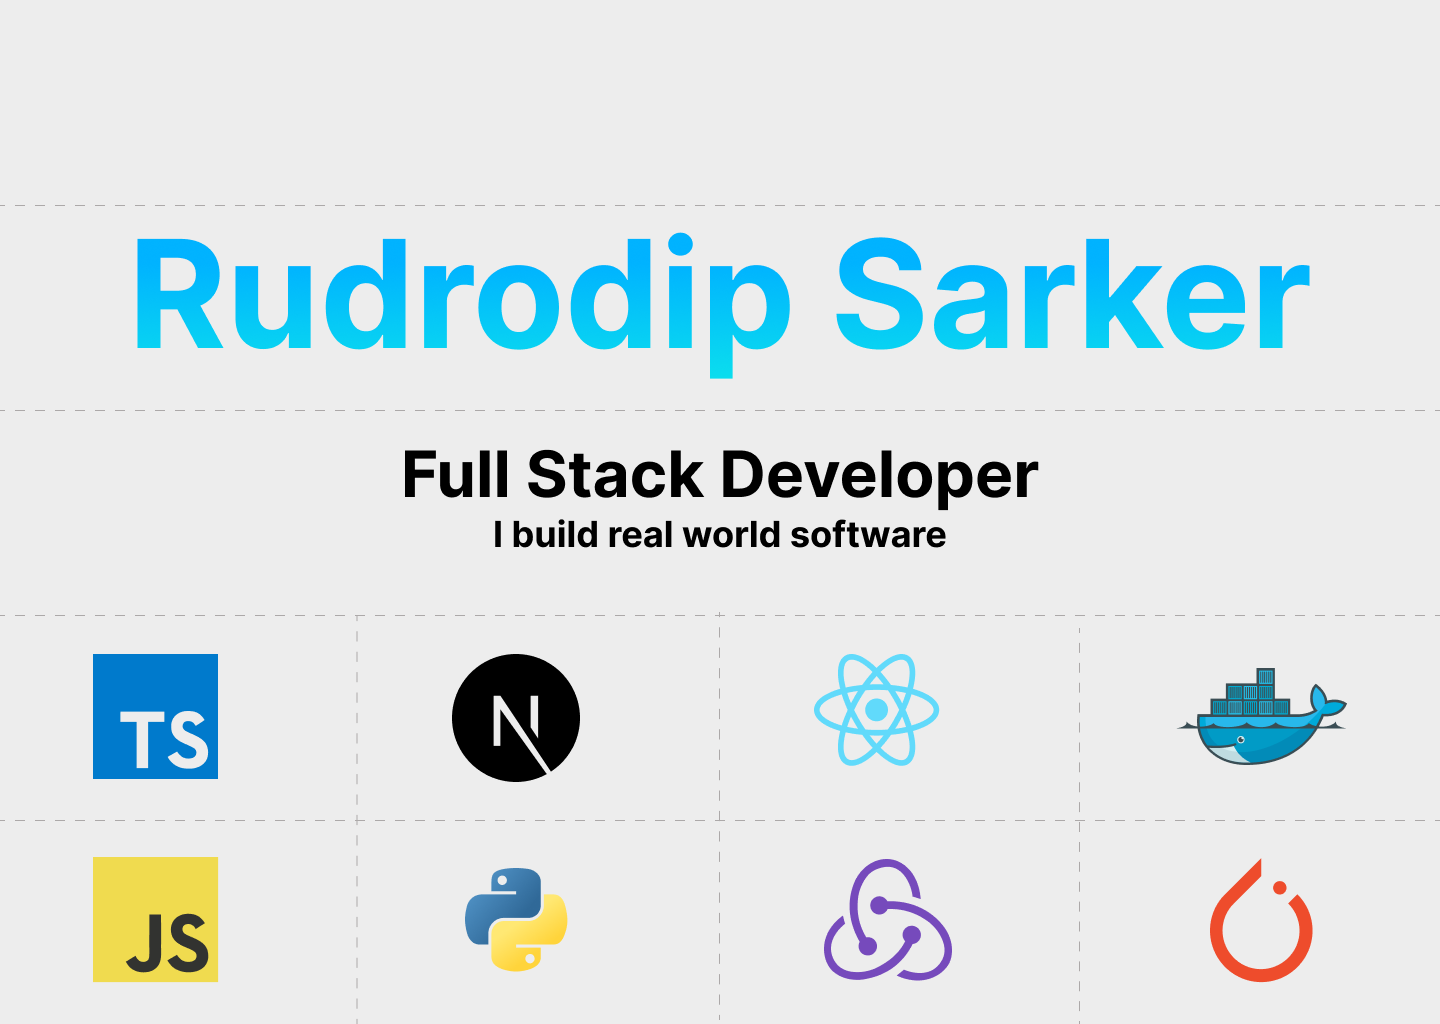 Rudrodip Sarker
Full Stack Developer
I build real world software
TS
N
JS